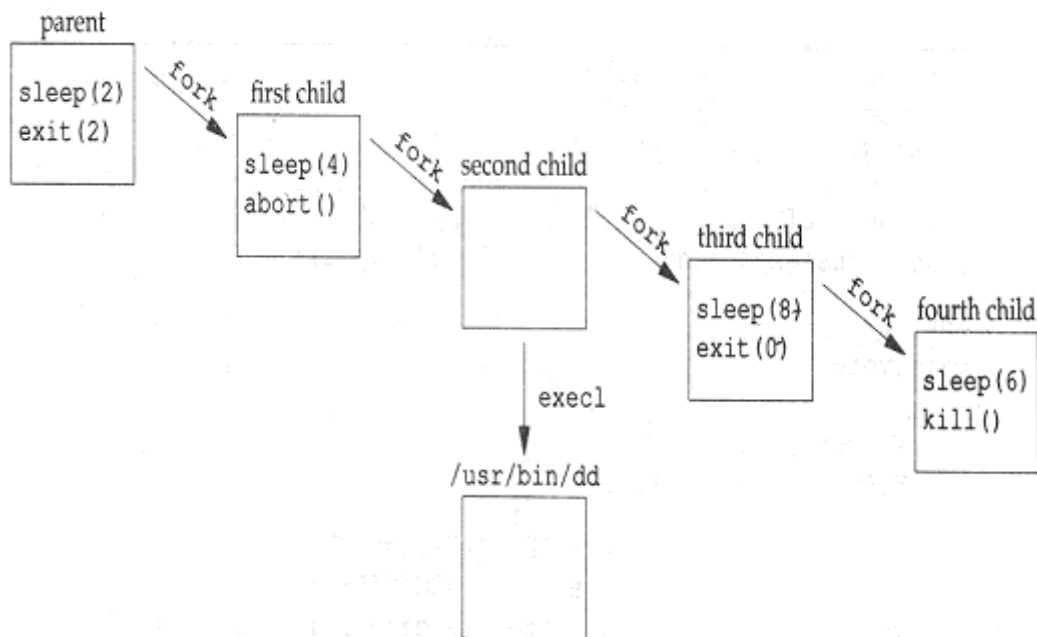 parent
sleep(2)
exit(2)
fork
first child
sleep(4)
abort()
fork
second child
fork
third child
sleep(8)
exit(0)
fork
fourth child
sleep(6)
kill()
execl
/usr/bin/dd